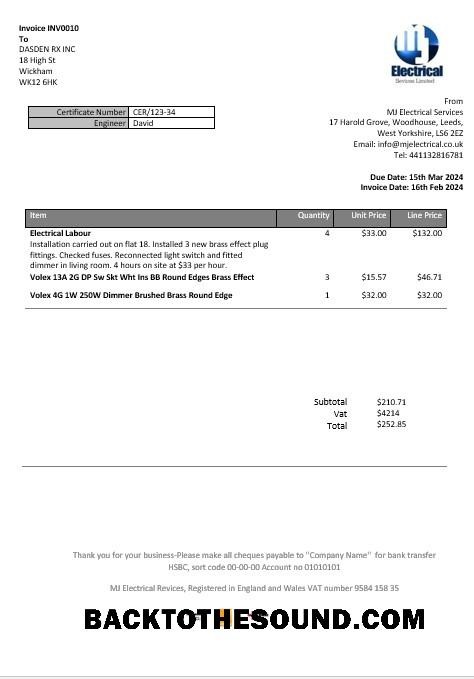 Invoice INV0010
To
DASDEN RX INC
18 High St
Wickham
WK12 6HK
Electrical
Services Limited
Certificate Number CER/123-34
Engineer David
From
MJ Electrical Services
17 Harold Grove, Woodhouse, Leeds,
West Yorkshire, LS6 2EZ
Email: info@mjelectrical.co.uk
Tel: 441132816781
Due Date: 15th Mar 2024
Invoice Date: 16th Feb 2024
Item Quantity Unit Price Line Price
Electrical Labour 4 $33.00 $132.00
Installation carried out on flat 18. Installed 3 new brass effect plug
fittings. Checked fuses. Reconnected light switch and fitted
dimmer in living room. 4 hours on site at $33 per hour.
Volex 13A 2G DP Sw Skt Wht Ins BB Round Edges Brass Effect 3 $15.57 $46.71
Volex 4G 1W 250W Dimmer Brushed Brass Round Edge 1 $32.00 $32.00
Subtotal $210.71
Vat $4214
Total $252.85
Thank you for your business-Please make all cheques payable to "Company Name" for bank transfer
HSBC, sort code 00-00-00 Account no 01010101
MJ Electrical Revices, Registered in England and Wales VAT number 9584 158 35
BACKTOTHESOUND.COM